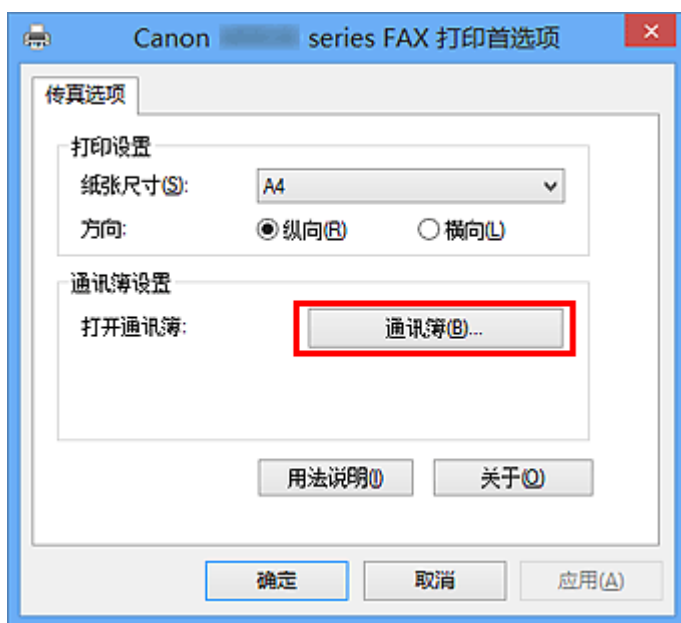 Canon series FAX 打印首选项
传真选项
打印设置
纸张尺寸(S): A4
方向: 纵向(R) 横向(L)
通讯簿设置
打开通讯簿: 通讯簿(B)...
用法说明(I) 关于(O)
确定 取消 应用(A)